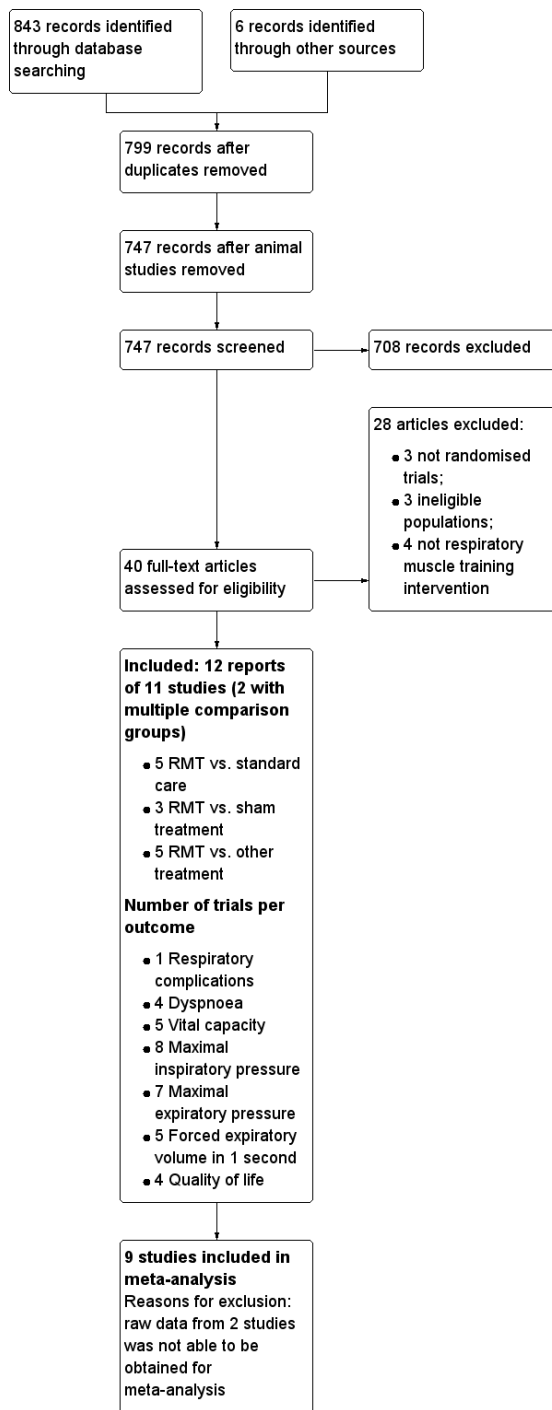 843 records identified
through database
searching
6 records identified
through other sources
799 records after
duplicates removed
747 records after animal
studies removed
747 records screened
708 records excluded
28 articles excluded:
● 3 not randomised
trials;
● 3 ineligible
populations;
● 4 not respiratory
muscle training
intervention
40 full-text articles
assessed for eligibility
Included: 12 reports
of 11 studies (2 with
multiple comparison
groups)
● 5 RMT vs. standard
care
● 3 RMT vs. sham
treatment
● 5 RMT vs. other
treatment
Number of trials per
outcome
● 1 Respiratory
complications
● 4 Dyspnoea
● 5 Vital capacity
● 8 Maximal
inspiratory pressure
● 7 Maximal
expiratory pressure
● 5 Forced expiratory
volume in 1 second
● 4 Quality of life
9 studies included in
meta-analysis
Reasons for exclusion:
raw data from 2 studies
was not able to be
obtained for
meta-analysis